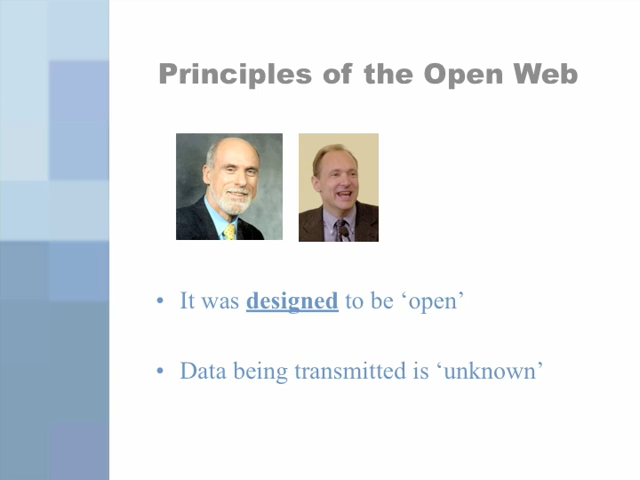 Principles of the Open Web
• It was designed to be ‘open’
• Data being transmitted is ‘unknown’